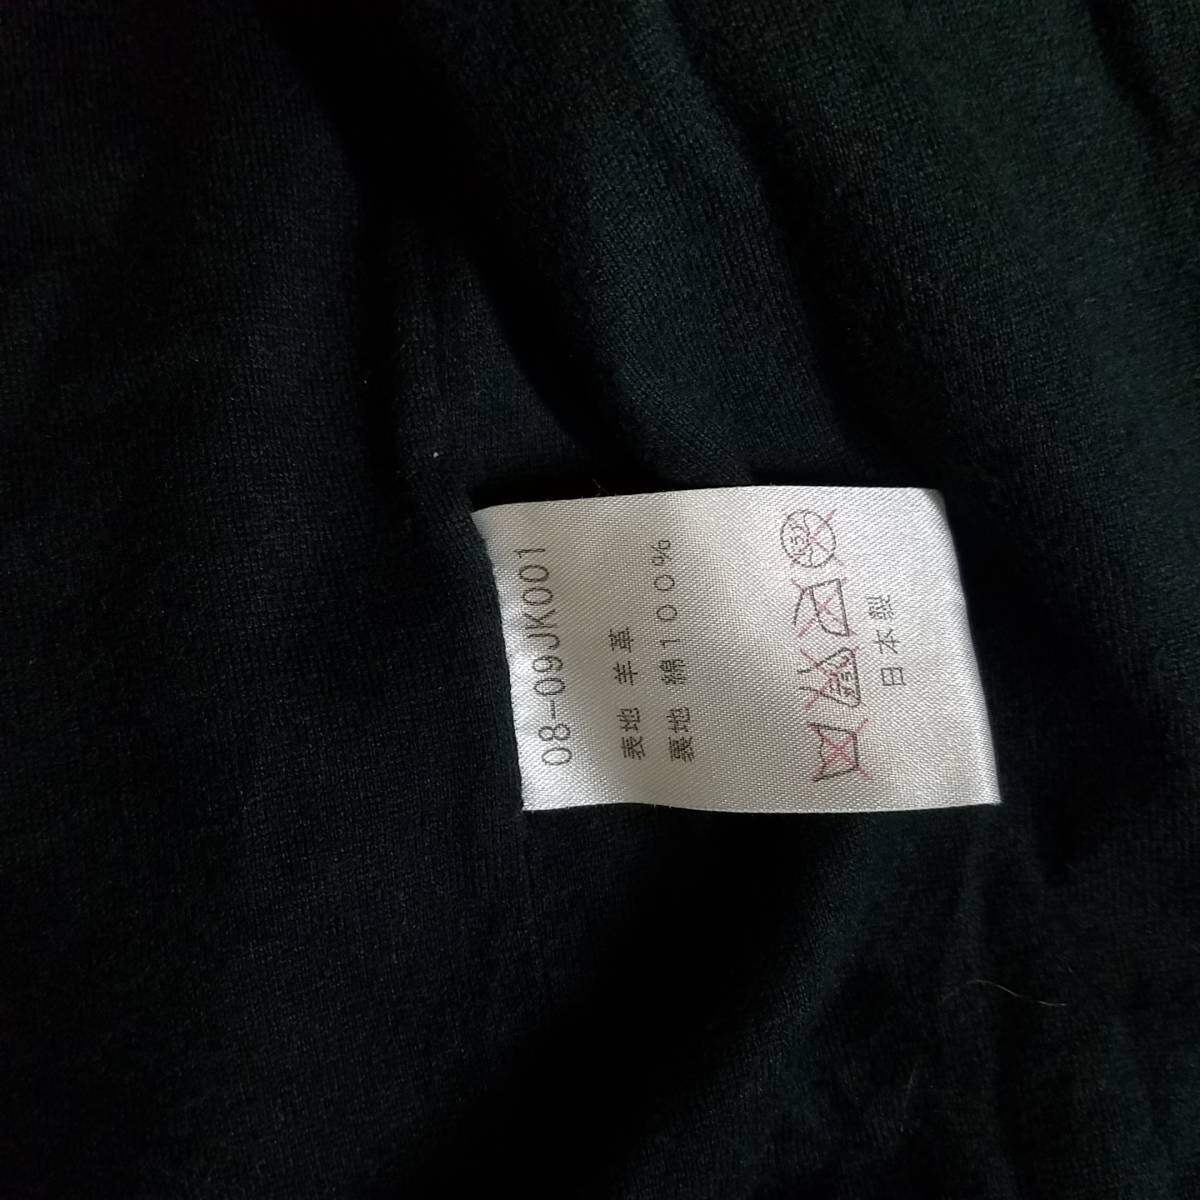 08-09JK001
表地 羊革
裏地 綿100%
日本製